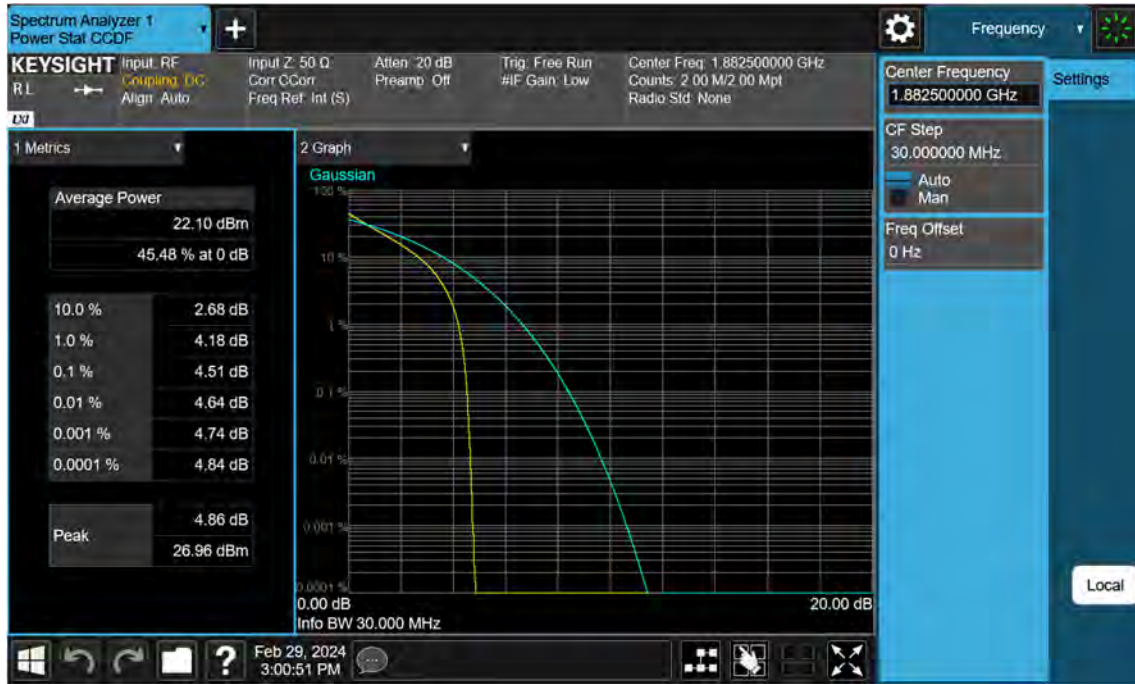 Spectrum Analyzer 1
Power Stat CCDF
Frequency
KEYSIGHT
RL
LXI
Input: RF
Coupling: DC
Align: Auto
Input Z: 50 Ω
Corr CCorr
Freq Ref: Int (S)
Atten: 20 dB
Preamp: Off
Trig: Free Run
#IF Gain: Low
Center Freq: 1.882500000 GHz
Counts: 2.00 M/2.00 Mpt
Radio Std: None
Center Frequency
1.882500000 GHz
Settings
CF Step
30.000000 MHz
Auto
Man
Freq Offset
0 Hz
Local
1 Metrics
Average Power
22.10 dBm
45.48 % at 0 dB
10.0 % 2.68 dB
1.0 % 4.18 dB
0.1 % 4.51 dB
0.01 % 4.64 dB
0.001 % 4.74 dB
0.0001 % 4.84 dB
Peak
4.86 dB
26.96 dBm
2 Graph
Gaussian
100 %
10 %
1 %
0.1 %
0.01 %
0.001 %
0.0001 %
0.00 dB 20.00 dB
Info BW 30.000 MHz
?
Feb 29, 2024
3:00:51 PM